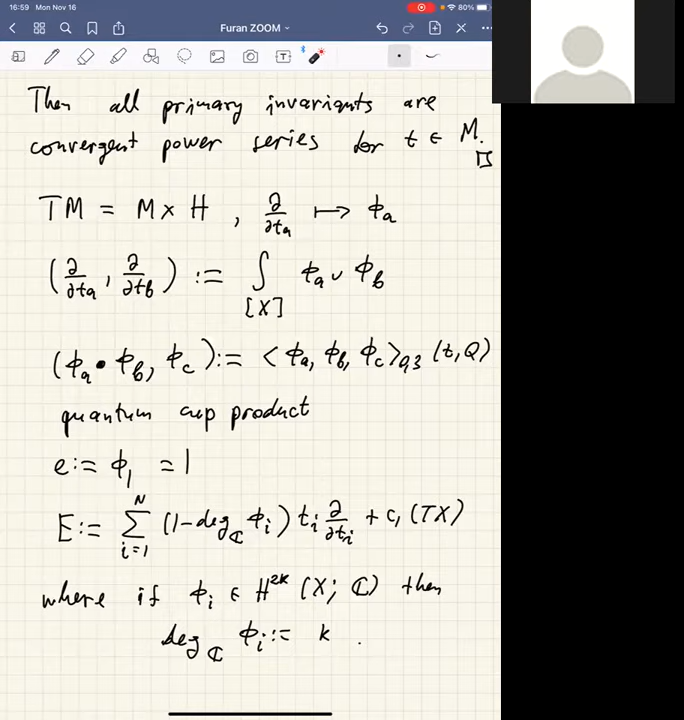 16:59 Mon Nov 16
80%
Furan ZOOM
Then all primary invariants are
convergent power series for t ∈ M.
TM = M × H , ∂/∂t_a ↦ ϕ_a
(∂/∂t_a , ∂/∂t_b) := ∫_[X] ϕ_a ∪ ϕ_b
(ϕ_a • ϕ_b, ϕ_c) := <ϕ_a, ϕ_b, ϕ_c>_{0,3} (t, Q)
quantum cup product
e := ϕ_1 = 1
E := ∑_{i=1}^{N} (1 - deg_ℂ ϕ_i) t_i ∂/∂t_i + c_1 (TX)
where if ϕ_i ∈ H^{2k} (X; ℂ) then
deg_ℂ ϕ_i := k .